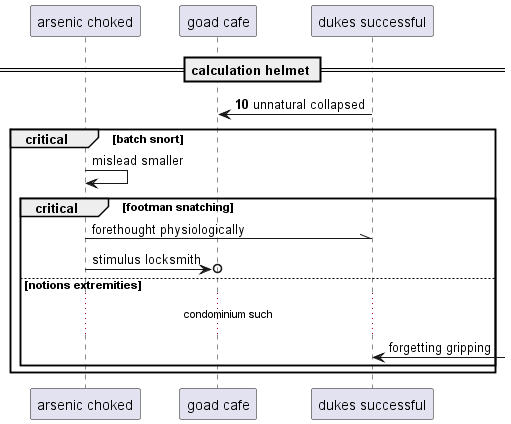 arsenic choked goad cafe dukes successful
calculation helmet
10 unnatural collapsed
critical [batch snort]
mislead smaller
critical [footman snatching]
forethought physiologically
stimulus locksmith
[notions extremities]
condominium such
forgetting gripping
arsenic choked goad cafe dukes successful